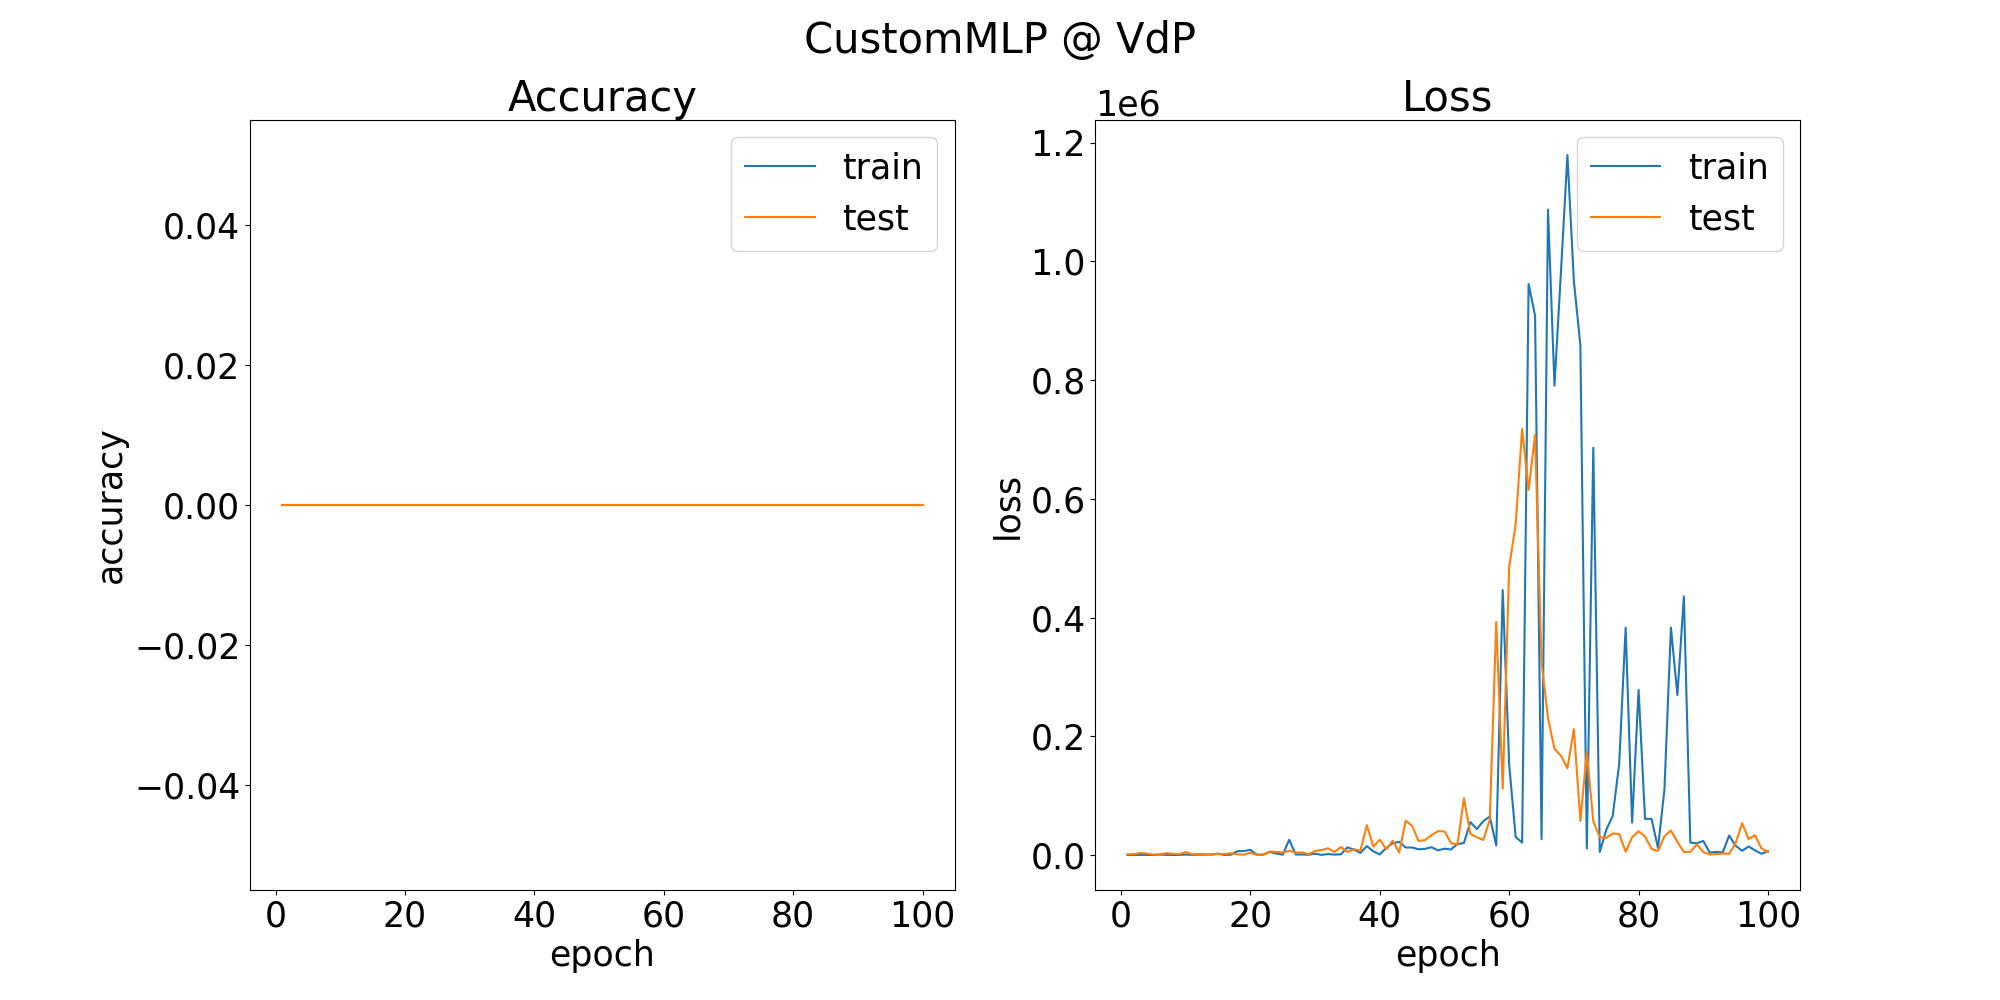 CustomMLP @ VdP
Accuracy
train
test
0.04
0.02
0.00
−0.02
−0.04
accuracy
0 20 40 60 80 100
epoch
Loss
1e6
train
test
1.2
1.0
0.8
0.6
0.4
0.2
0.0
loss
0 20 40 60 80 100
epoch